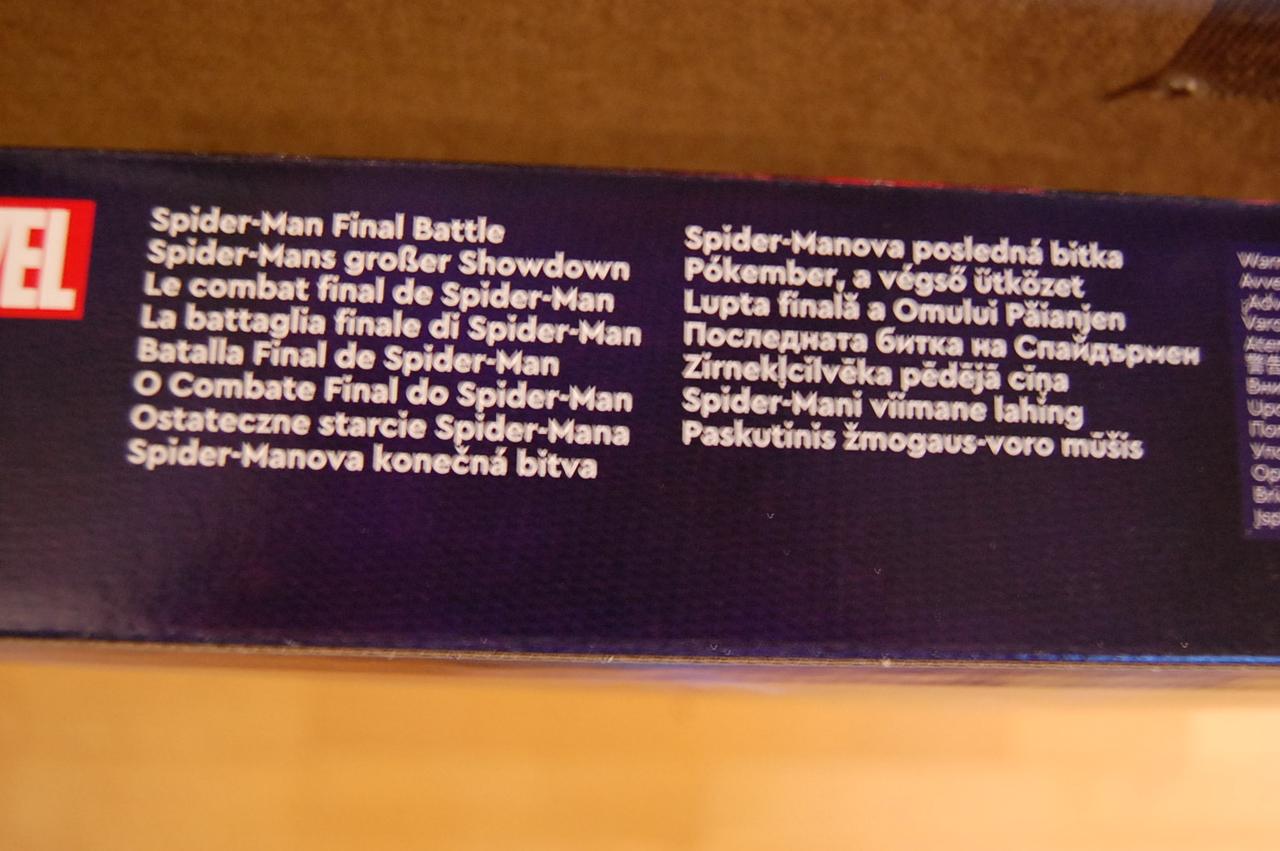 Spider-Man Final Battle
Spider-Mans großer Showdown
Le combat final de Spider-Man
La battaglia finale di Spider-Man
Batalla Final de Spider-Man
O Combate Final do Spider-Man
Ostateczne starcie Spider-Mana
Spider-Manova konečná bitva
Spider-Manova posledná bitka
Pókember, a végső ütközet
Lupta finală a Omului Păianjen
Последната битка на Спайдърмен
Zirnekļcilvēka pēdējā cīņa
Spider-Mani viimane lahing
Paskutinis žmogaus-voro mūšis